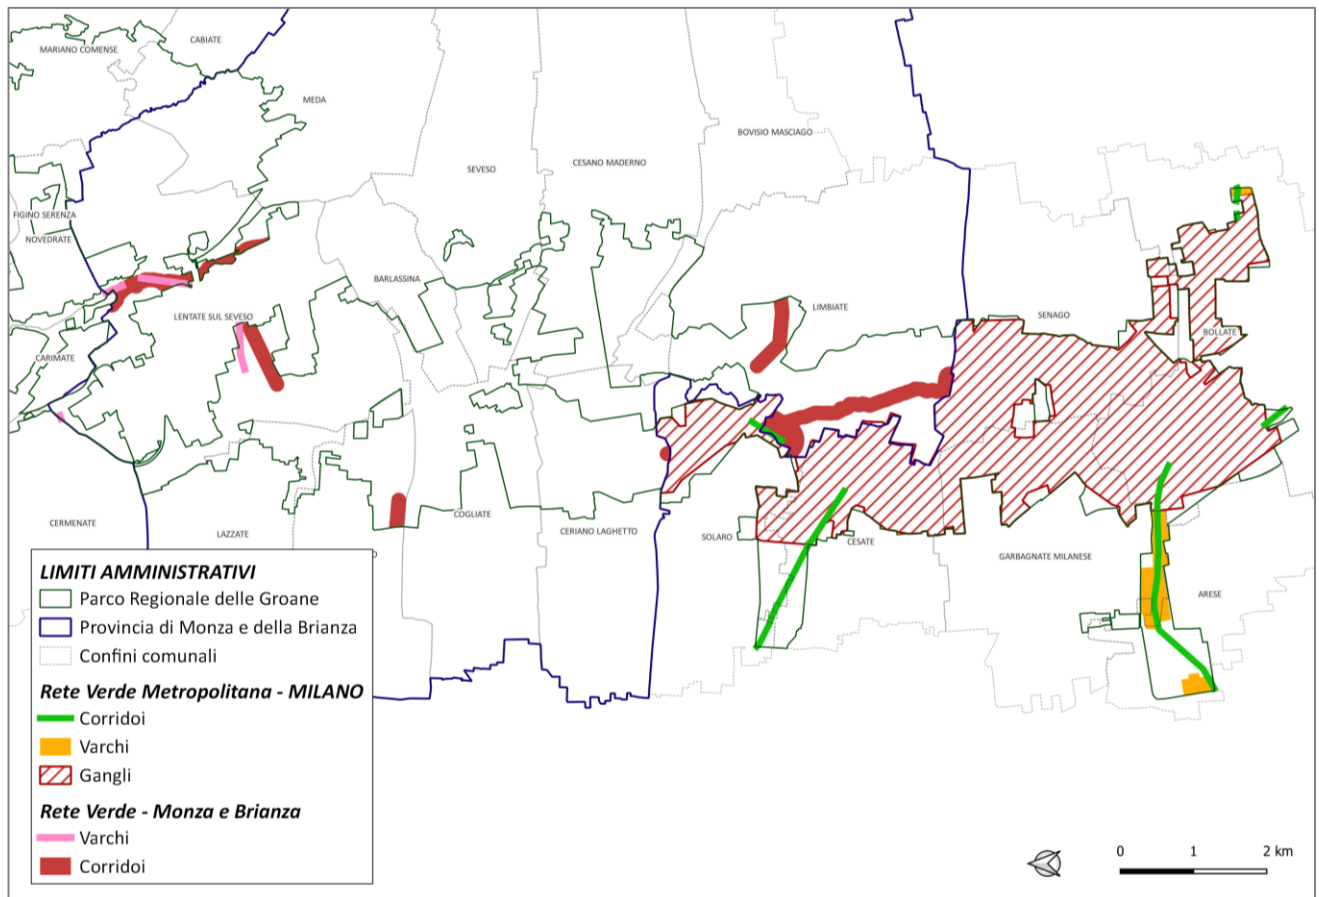 CABIATE
MARIANO COMENSE
MEDA
BOVISIO MASCIAGO
CESANO MADERNO
SEVESO
FIGINO SERENZA
NOVEDRATE
BARLASSINA
LIMBIATE
LENTATE SUL SEVESO
SENAGO
BOLLATE
CARIMATE
CERMENATE
LAZZATE
COGLIATE
CERIANO LAGHETTO
SOLARO
CESATE
GARBAGNATE MILANESE
ARESE
LIMITI AMMINISTRATIVI
Parco Regionale delle Groane
Provincia di Monza e della Brianza
Confini comunali
Rete Verde Metropolitana - MILANO
Corridoi
Varchi
Gangli
Rete Verde - Monza e Brianza
Varchi
Corridoi
0 1 2 km